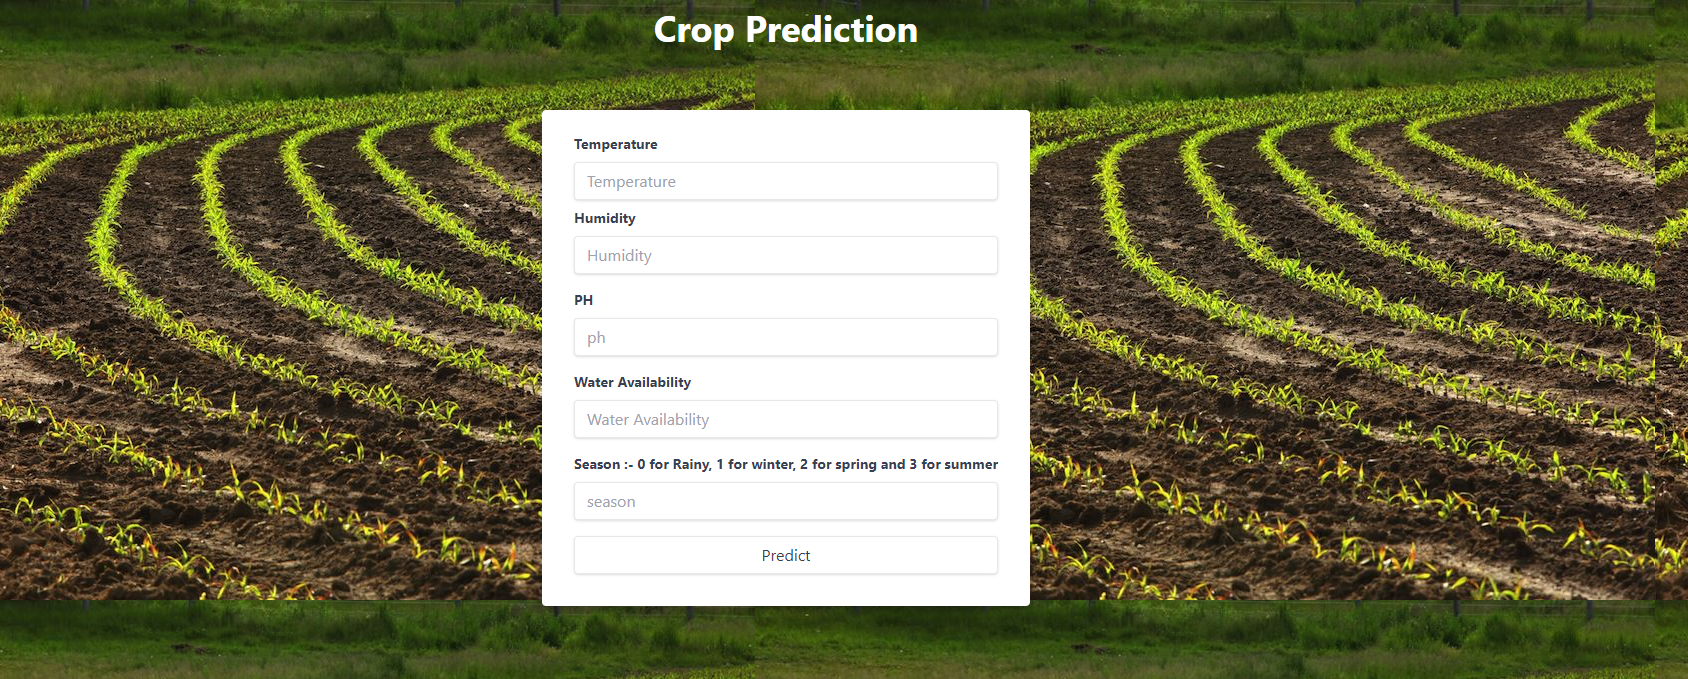 Crop Prediction
Temperature
Temperature
Humidity
Humidity
PH
ph
Water Availability
Water Availability
Season :- 0 for Rainy, 1 for winter, 2 for spring and 3 for summer
season
Predict